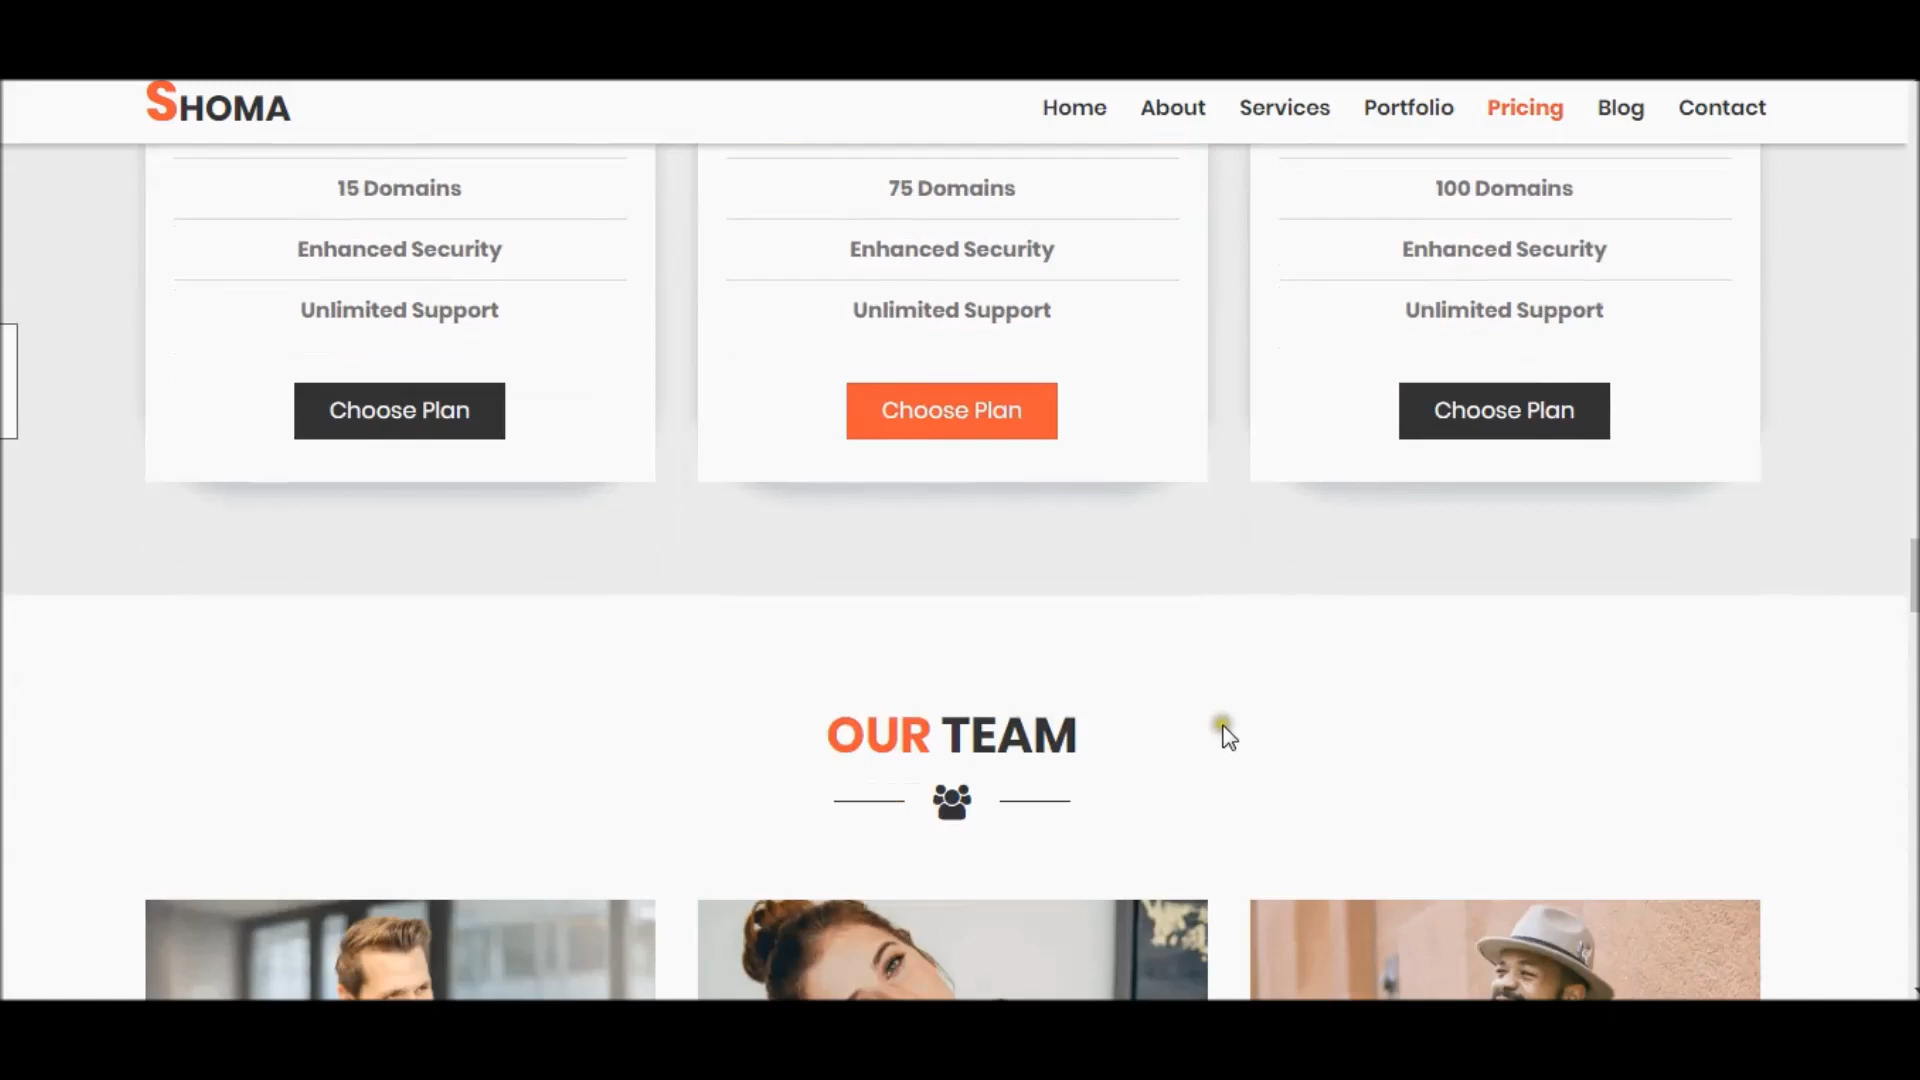 SHOMA
Home About Services Portfolio Pricing Blog Contact
15 Domains
Enhanced Security
Unlimited Support
Choose Plan
75 Domains
Enhanced Security
Unlimited Support
Choose Plan
100 Domains
Enhanced Security
Unlimited Support
Choose Plan
OUR TEAM